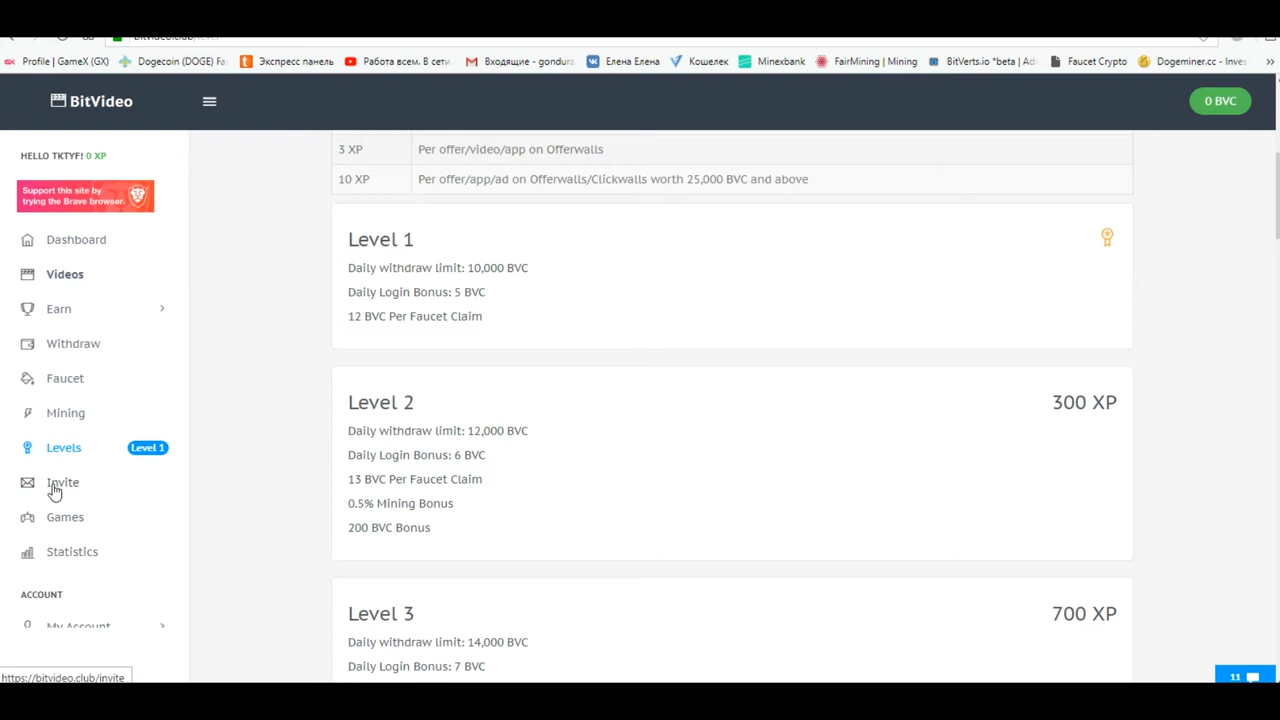 Profile | GameX (GX)
Dogecoin (DOGE) Fa
Экспресс панель
Работа всем. В сети
Входящие - gondura
Елена Елена
Кошелек
Minexbank
FairMining | Mining
BitVerts.io *beta | Ad
Faucet Crypto
Dogeminer.cc - Inves
BitVideo
0 BVC
HELLO TKTYF! 0 XP
Support this site by
trying the Brave browser.
Dashboard
Videos
Earn
Withdraw
Faucet
Mining
Levels
Level 1
Invite
Games
Statistics
ACCOUNT
My Account
3 XP
Per offer/video/app on Offerwalls
10 XP
Per offer/app/ad on Offerwalls/Clickwalls worth 25,000 BVC and above
Level 1
Daily withdraw limit: 10,000 BVC
Daily Login Bonus: 5 BVC
12 BVC Per Faucet Claim
Level 2
300 XP
Daily withdraw limit: 12,000 BVC
Daily Login Bonus: 6 BVC
13 BVC Per Faucet Claim
0.5% Mining Bonus
200 BVC Bonus
Level 3
700 XP
Daily withdraw limit: 14,000 BVC
Daily Login Bonus: 7 BVC
https://bitvideo.club/invite
11